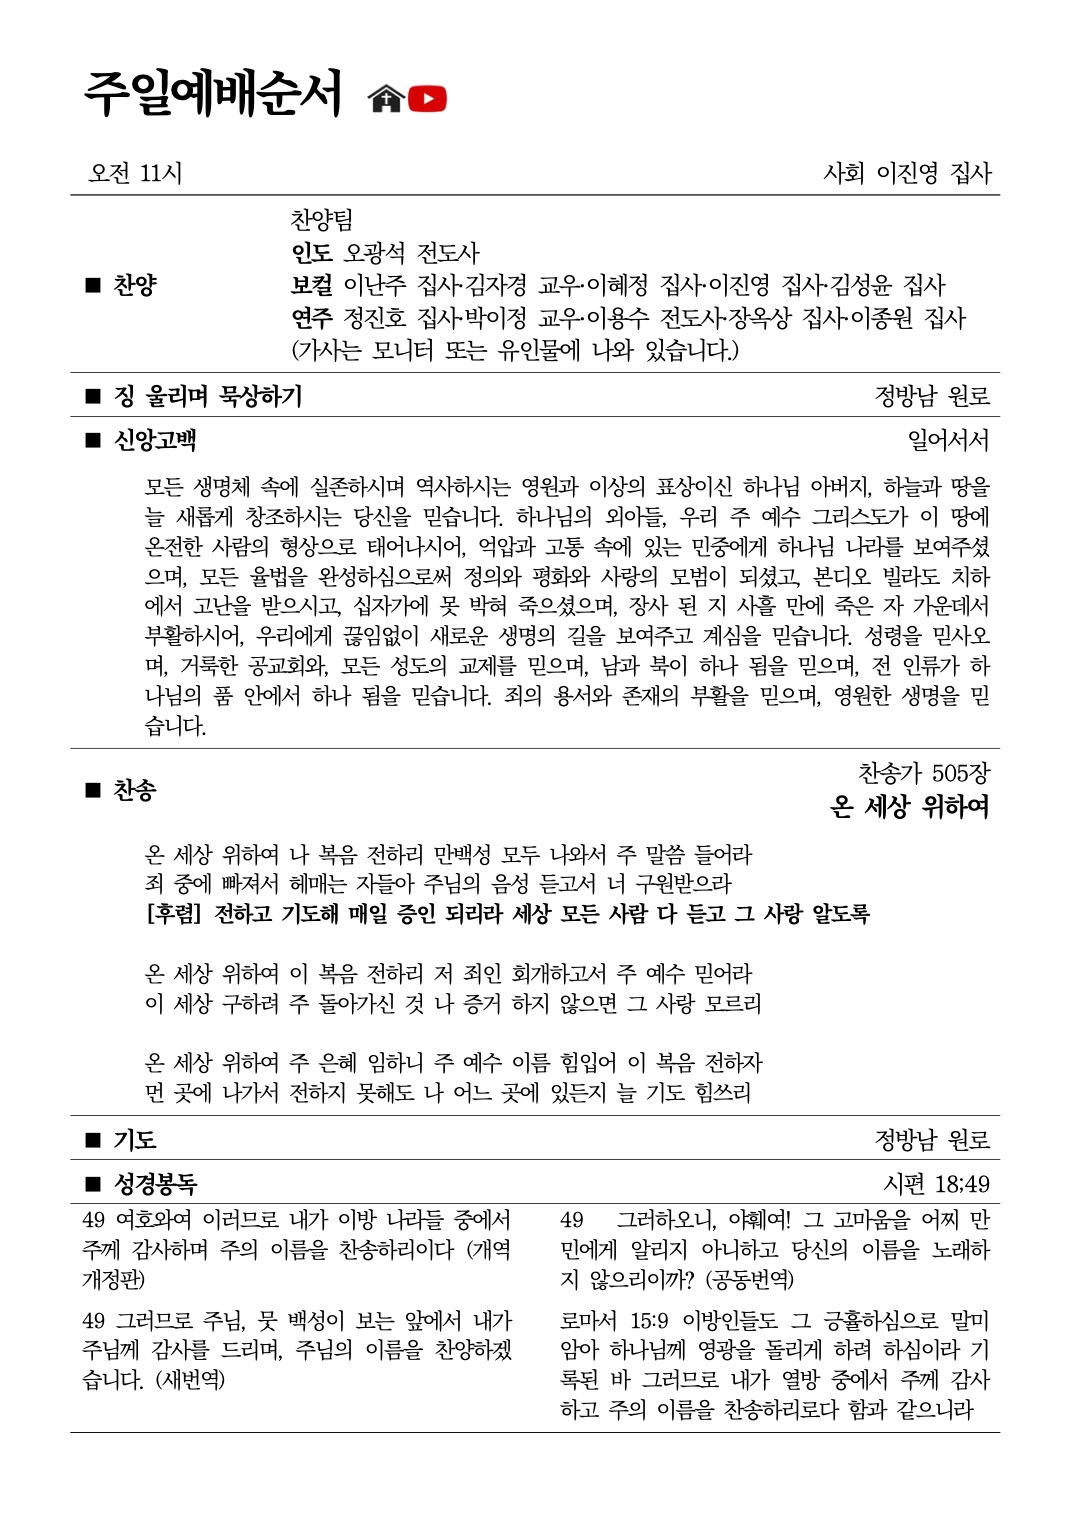 주일예배순서
오전 11시 사회 이진영 집사
찬양팀
인도 오광석 전도사
■ 찬양 보컬 이난주 집사·김자경 교우·이혜정 집사·이진영 집사·김성윤 집사
연주 정진호 집사·박이정 교우·이용수 전도사·장옥상 집사·이종원 집사
(가사는 모니터 또는 유인물에 나와 있습니다.)
■ 징 울리며 묵상하기 정방남 원로
■ 신앙고백 일어서서
모든 생명체 속에 실존하시며 역사하시는 영원과 이상의 표상이신 하나님 아버지, 하늘과 땅을
늘 새롭게 창조하시는 당신을 믿습니다. 하나님의 외아들, 우리 주 예수 그리스도가 이 땅에
온전한 사람의 형상으로 태어나시어, 억압과 고통 속에 있는 민중에게 하나님 나라를 보여주셨
으며, 모든 율법을 완성하심으로써 정의와 평화와 사랑의 모범이 되셨고, 본디오 빌라도 치하
에서 고난을 받으시고, 십자가에 못 박혀 죽으셨으며, 장사 된 지 사흘 만에 죽은 자 가운데서
부활하시어, 우리에게 끊임없이 새로운 생명의 길을 보여주고 계심을 믿습니다. 성령을 믿사오
며, 거룩한 공교회와, 모든 성도의 교제를 믿으며, 남과 북이 하나 됨을 믿으며, 전 인류가 하
나님의 품 안에서 하나 됨을 믿습니다. 죄의 용서와 존재의 부활을 믿으며, 영원한 생명을 믿
습니다.
찬송가 505장
■ 찬송
온 세상 위하여
온 세상 위하여 나 복음 전하리 만백성 모두 나와서 주 말씀 들어라
죄 중에 빠져서 헤매는 자들아 주님의 음성 듣고서 너 구원받으라
[후렴] 전하고 기도해 매일 증인 되리라 세상 모든 사람 다 듣고 그 사랑 알도록
온 세상 위하여 이 복음 전하리 저 죄인 회개하고서 주 예수 믿어라
이 세상 구하려 주 돌아가신 것 나 증거 하지 않으면 그 사랑 모르리
온 세상 위하여 주 은혜 임하니 주 예수 이름 힘입어 이 복음 전하자
먼 곳에 나가서 전하지 못해도 나 어느 곳에 있든지 늘 기도 힘쓰리
■ 기도 정방남 원로
■ 성경봉독 시편 18;49
49 여호와여 이러므로 내가 이방 나라들 중에서
주께 감사하며 주의 이름을 찬송하리이다 (개역
개정판)
49 그러하오니, 야훼여! 그 고마움을 어찌 만
민에게 알리지 아니하고 당신의 이름을 노래하
지 않으리이까? (공동번역)
49 그러므로 주님, 뭇 백성이 보는 앞에서 내가
주님께 감사를 드리며, 주님의 이름을 찬양하겠
습니다. (새번역)
로마서 15:9 이방인들도 그 긍휼하심으로 말미
암아 하나님께 영광을 돌리게 하려 하심이라 기
록된 바 그러므로 내가 열방 중에서 주께 감사
하고 주의 이름을 찬송하리로다 함과 같으니라